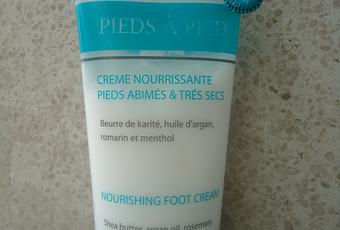 PIEDS À PIED
CREME NOURRISSANTE
PIEDS ABIMÉS & TRÉS SECS
Beurre de karité, huile d'argan,
romarin et menthol
NOURISHING FOOT CREAM
Shea butter, argan oil, rosemary